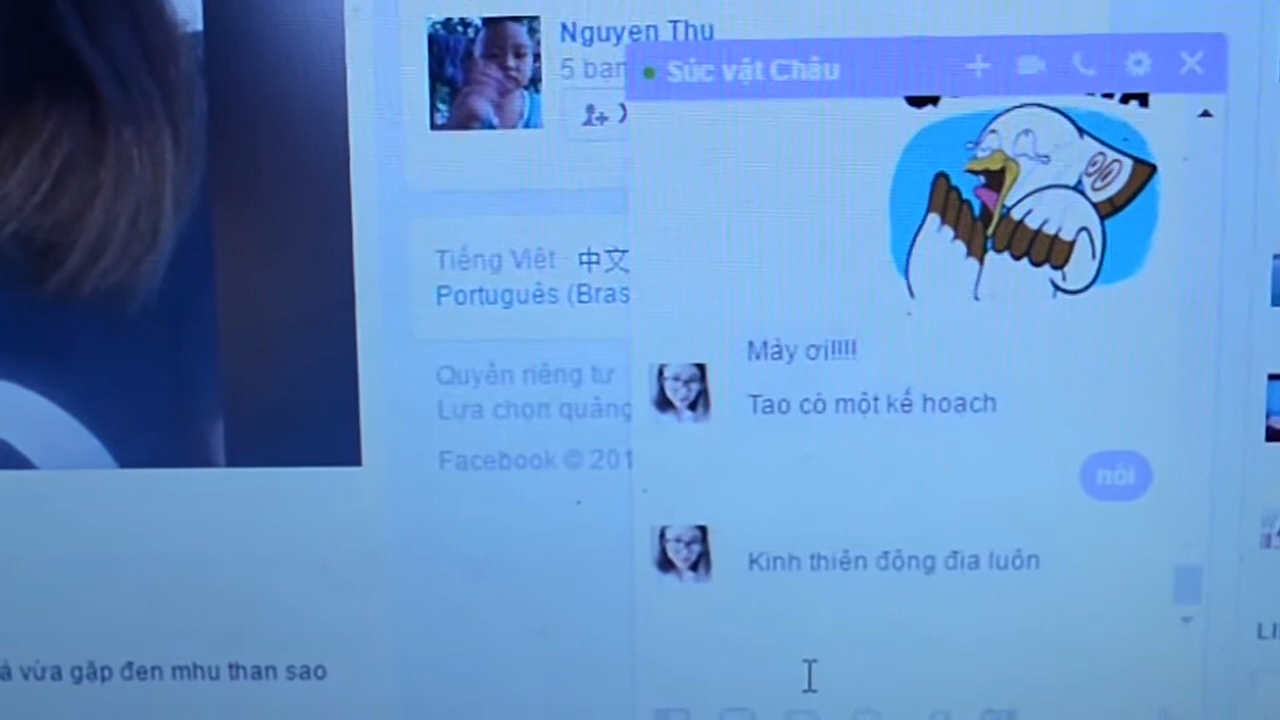 Nguyen Thu
5 bạn
Súc vật Châu
Tiếng Việt 中文
Português (Bras
Quyền riêng tư
Lựa chọn quảng
Facebook © 201
Mày ơi!!!!
Tao có một kế hoạch
nói
Kinh thiên động địa luôn
vừa gặp đen mhu than sao